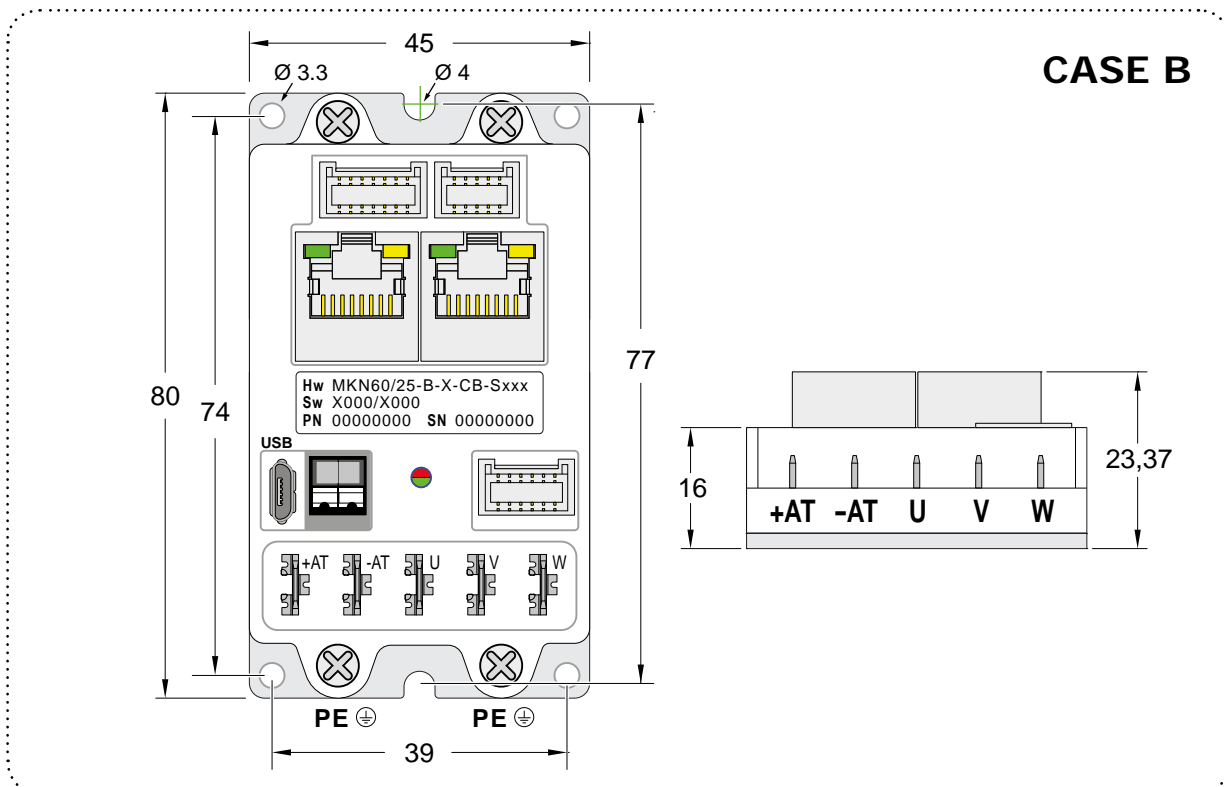 CASE B
45
Ø 3.3
Ø 4
80
74
77
Hw MKN60/25-B-X-CB-Sxxx
Sw X000/X000
PN 00000000 SN 00000000
USB
+AT -AT U V W
PE PE
39
16
23,37
+AT -AT U V W